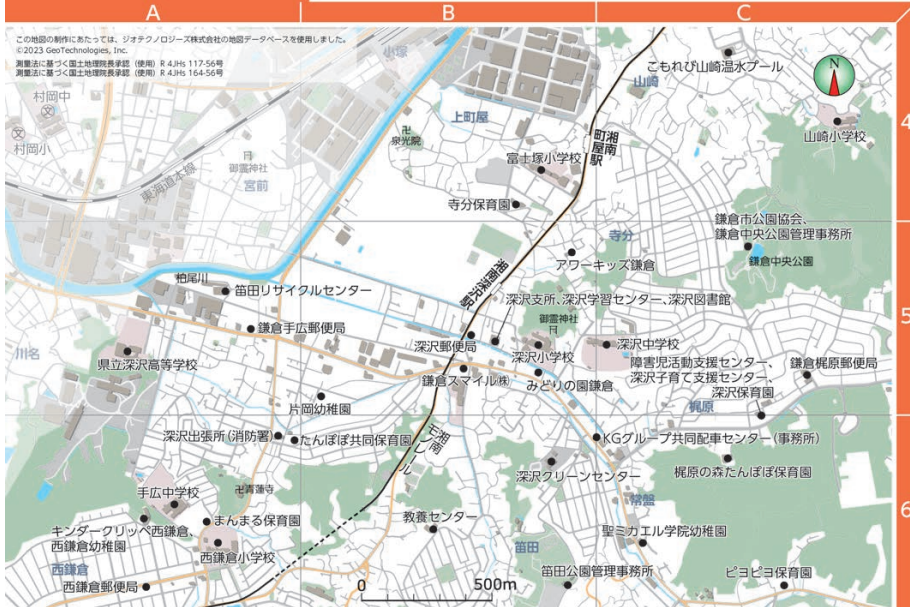 A
B
C
この地図の制作にあたっては、ジオテクノロジーズ株式会社の地図データベースを使用しました。
©2023 GeoTechnologies, Inc.
測量法に基づく国土地理院長承認（使用）R 4JHs 117-56号
測量法に基づく国土地理院長承認（使用）R 4JHs 164-56号
小塚
こもれび山崎温水プール
山崎
村岡中
上町屋
4
卍
泉光院
山崎小学校
村岡小
湘南
町屋駅
御霊神社
宮前
富士塚小学校
東海道本線
寺分保育園
鎌倉市公園協会、
鎌倉中央公園管理事務所
寺分
アワーキッズ鎌倉
鎌倉中央公園
柏尾川
湘南深沢駅
笛田リサイクルセンター
深沢支所、深沢学習センター、深沢図書館
御霊神社
5
鎌倉手広郵便局
川名
深沢郵便局
深沢小学校
深沢中学校
県立深沢高等学校
障害児活動支援センター、
深沢子育て支援センター、
深沢保育園
鎌倉梶原郵便局
鎌倉スマイル㈱
みどりの園鎌倉
片岡幼稚園
梶原
深沢出張所(消防署)
たんぽぽ共同保育園
湘南
モノレール
KGグループ共同配車センター(事務所)
深沢クリーンセンター
梶原の森たんぽぽ保育園
手広中学校
卍青蓮寺
常盤
6
キンダークリッペ西鎌倉、
西鎌倉幼稚園
まんまる保育園
教養センター
聖ミカエル学院幼稚園
西鎌倉小学校
笛田
西鎌倉
西鎌倉郵便局
笛田公園管理事務所
ピヨピヨ保育園
0
500m